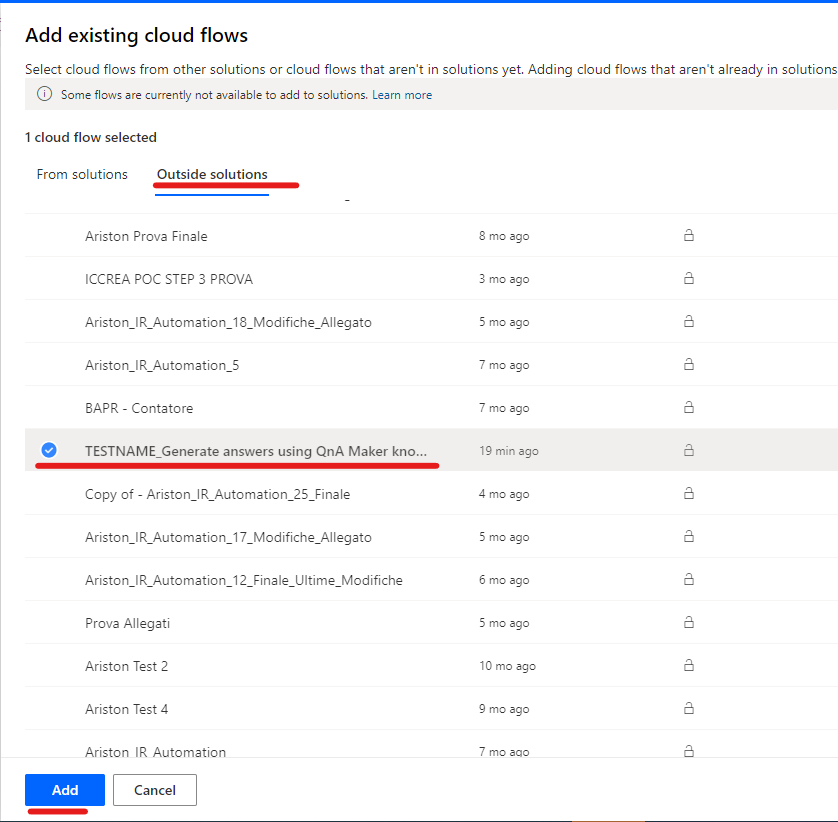 Add existing cloud flows
Select cloud flows from other solutions or cloud flows that aren't in solutions yet. Adding cloud flows that aren't already in solutions
Some flows are currently not available to add to solutions. Learn more
1 cloud flow selected
From solutions Outside solutions
Ariston Prova Finale 8 mo ago
ICCREA POC STEP 3 PROVA 3 mo ago
Ariston_IR_Automation_18_Modifiche_Allegato 5 mo ago
Ariston_IR_Automation_5 7 mo ago
BAPR - Contatore 7 mo ago
TESTNAME_Generate answers using QnA Maker kno... 19 min ago
Copy of - Ariston_IR_Automation_25_Finale 4 mo ago
Ariston_IR_Automation_17_Modifiche_Allegato 5 mo ago
Ariston_IR_Automation_12_Finale_Ultime_Modifiche 6 mo ago
Prova Allegati 5 mo ago
Ariston Test 2 10 mo ago
Ariston Test 4 9 mo ago
Ariston_IR_Automation 7 mo ago
Add Cancel